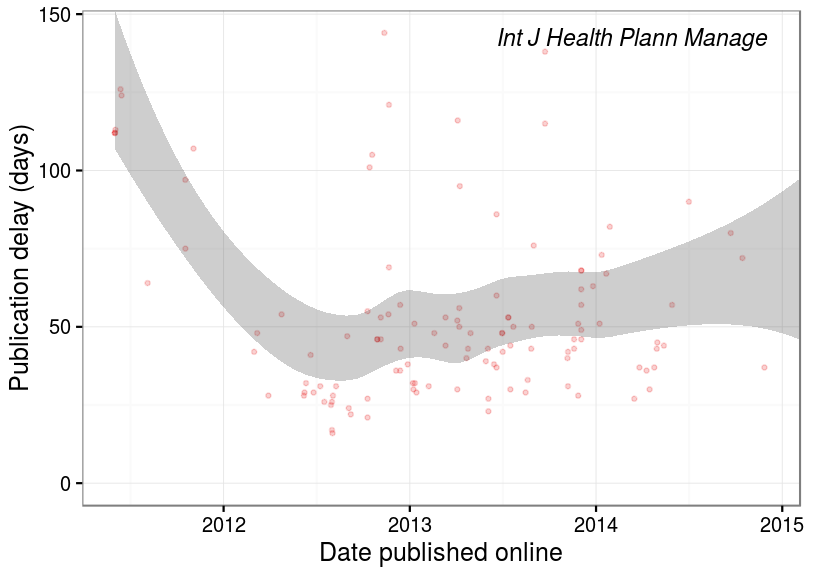 Int J Health Plann Manage
150
100
50
0
Publication delay (days)
2012
2013
2014
2015
Date published online